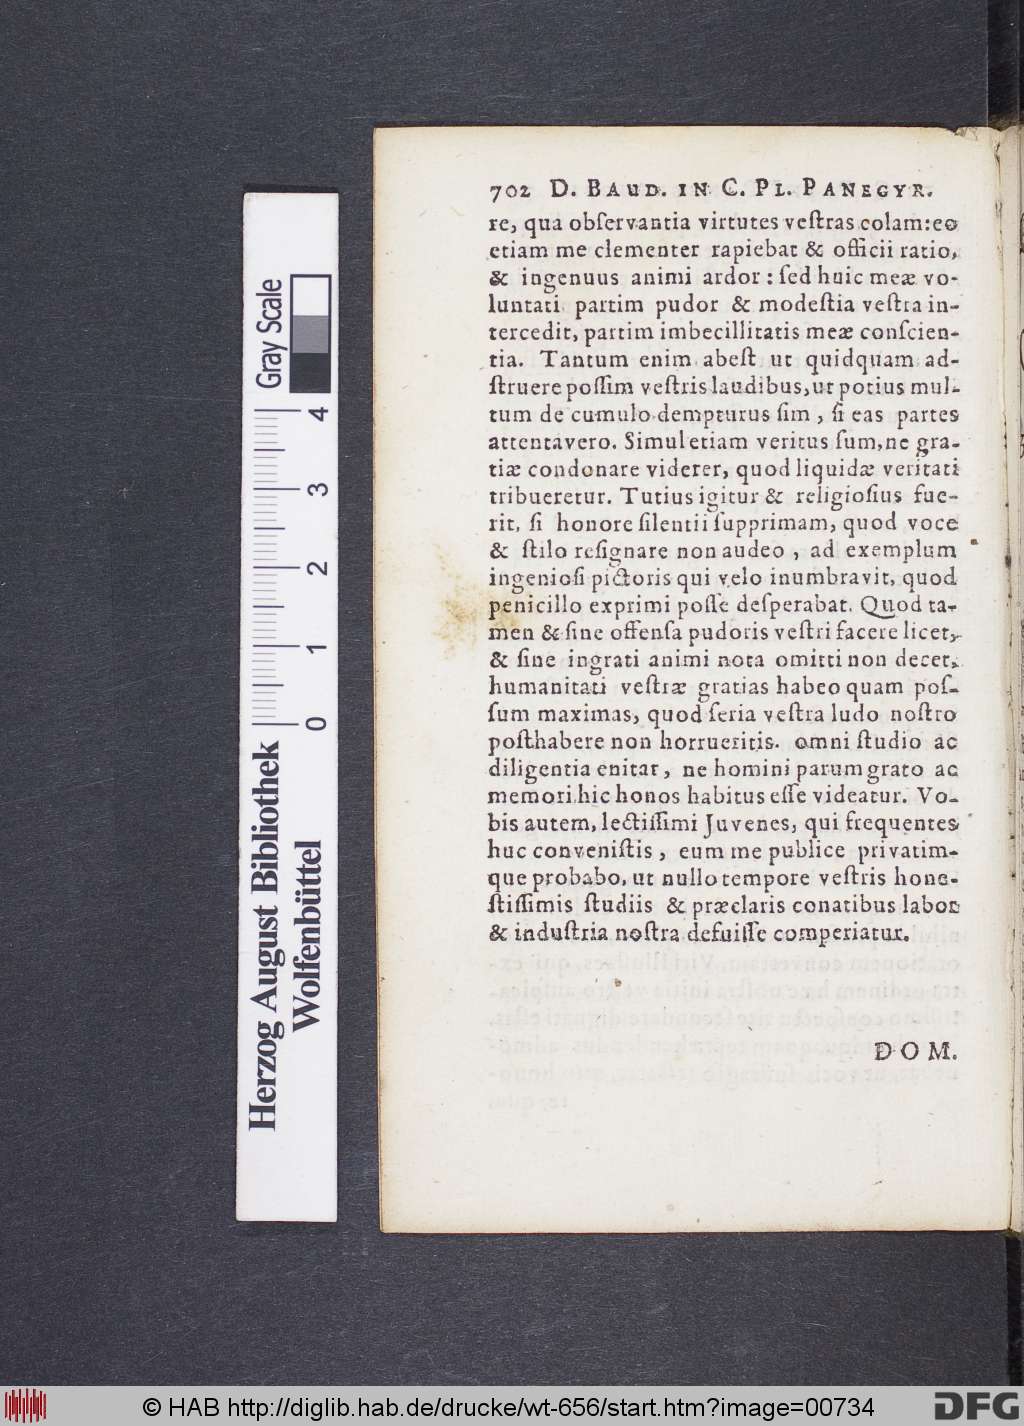 702 D. BAUD. IN C. PL. PANEGYR.
re, qua obſervantia virtutes veſtras colam: eo
etiam me clementer rapiebat & officii ratio,
& ingenuus animi ardor : ſed huic meæ vo-
luntati partim pudor & modeſtia veſtra in-
tercedit, partim imbecillitatis meæ conſcien-
tia. Tantum enim abeſt ut quidquam ad-
ſtruere poſſim veſtris laudibus, ut potius mul-
tum de cumulo dempturus ſim , ſi eas partes
attentavero. Simul etiam veritus ſum, ne gra-
tiæ condonare viderer, quod liquidæ veritati
tribueretur. Tutius igitur & religioſius fue-
rit, ſi honore ſilentii ſupprimam, quod voce
& ſtilo reſignare non audeo , ad exemplum
ingenioſi pictoris qui velo inumbravit, quod
penicillo exprimi poſſe deſperabat. Quod ta-
men & ſine offenſa pudoris veſtri facere licet,
& ſine ingrati animi nota omitti non decet,
humanitati veſtræ gratias habeo quam poſ-
ſum maximas, quod ſeria veſtra ludo noſtro
poſthabere non horrueritis. omni ſtudio ac
diligentia enitar, ne homini parum grato ac
memori hic honos habitus eſſe videatur. Vo-
bis autem, lectiſſimi Juvenes, qui frequentes
huc conveniſtis , eum me publice privatim-
que probabo, ut nullo tempore veſtris hone-
ſtiſſimis ſtudiis & præclaris conatibus labor
& induſtria noſtra defuiſſe comperiatur.
DOM.
Gray Scale
4
3
2
1
0
Herzog August Bibliothek
Wolfenbüttel
© HAB http://diglib.hab.de/drucke/wt-656/start.htm?image=00734
DFG